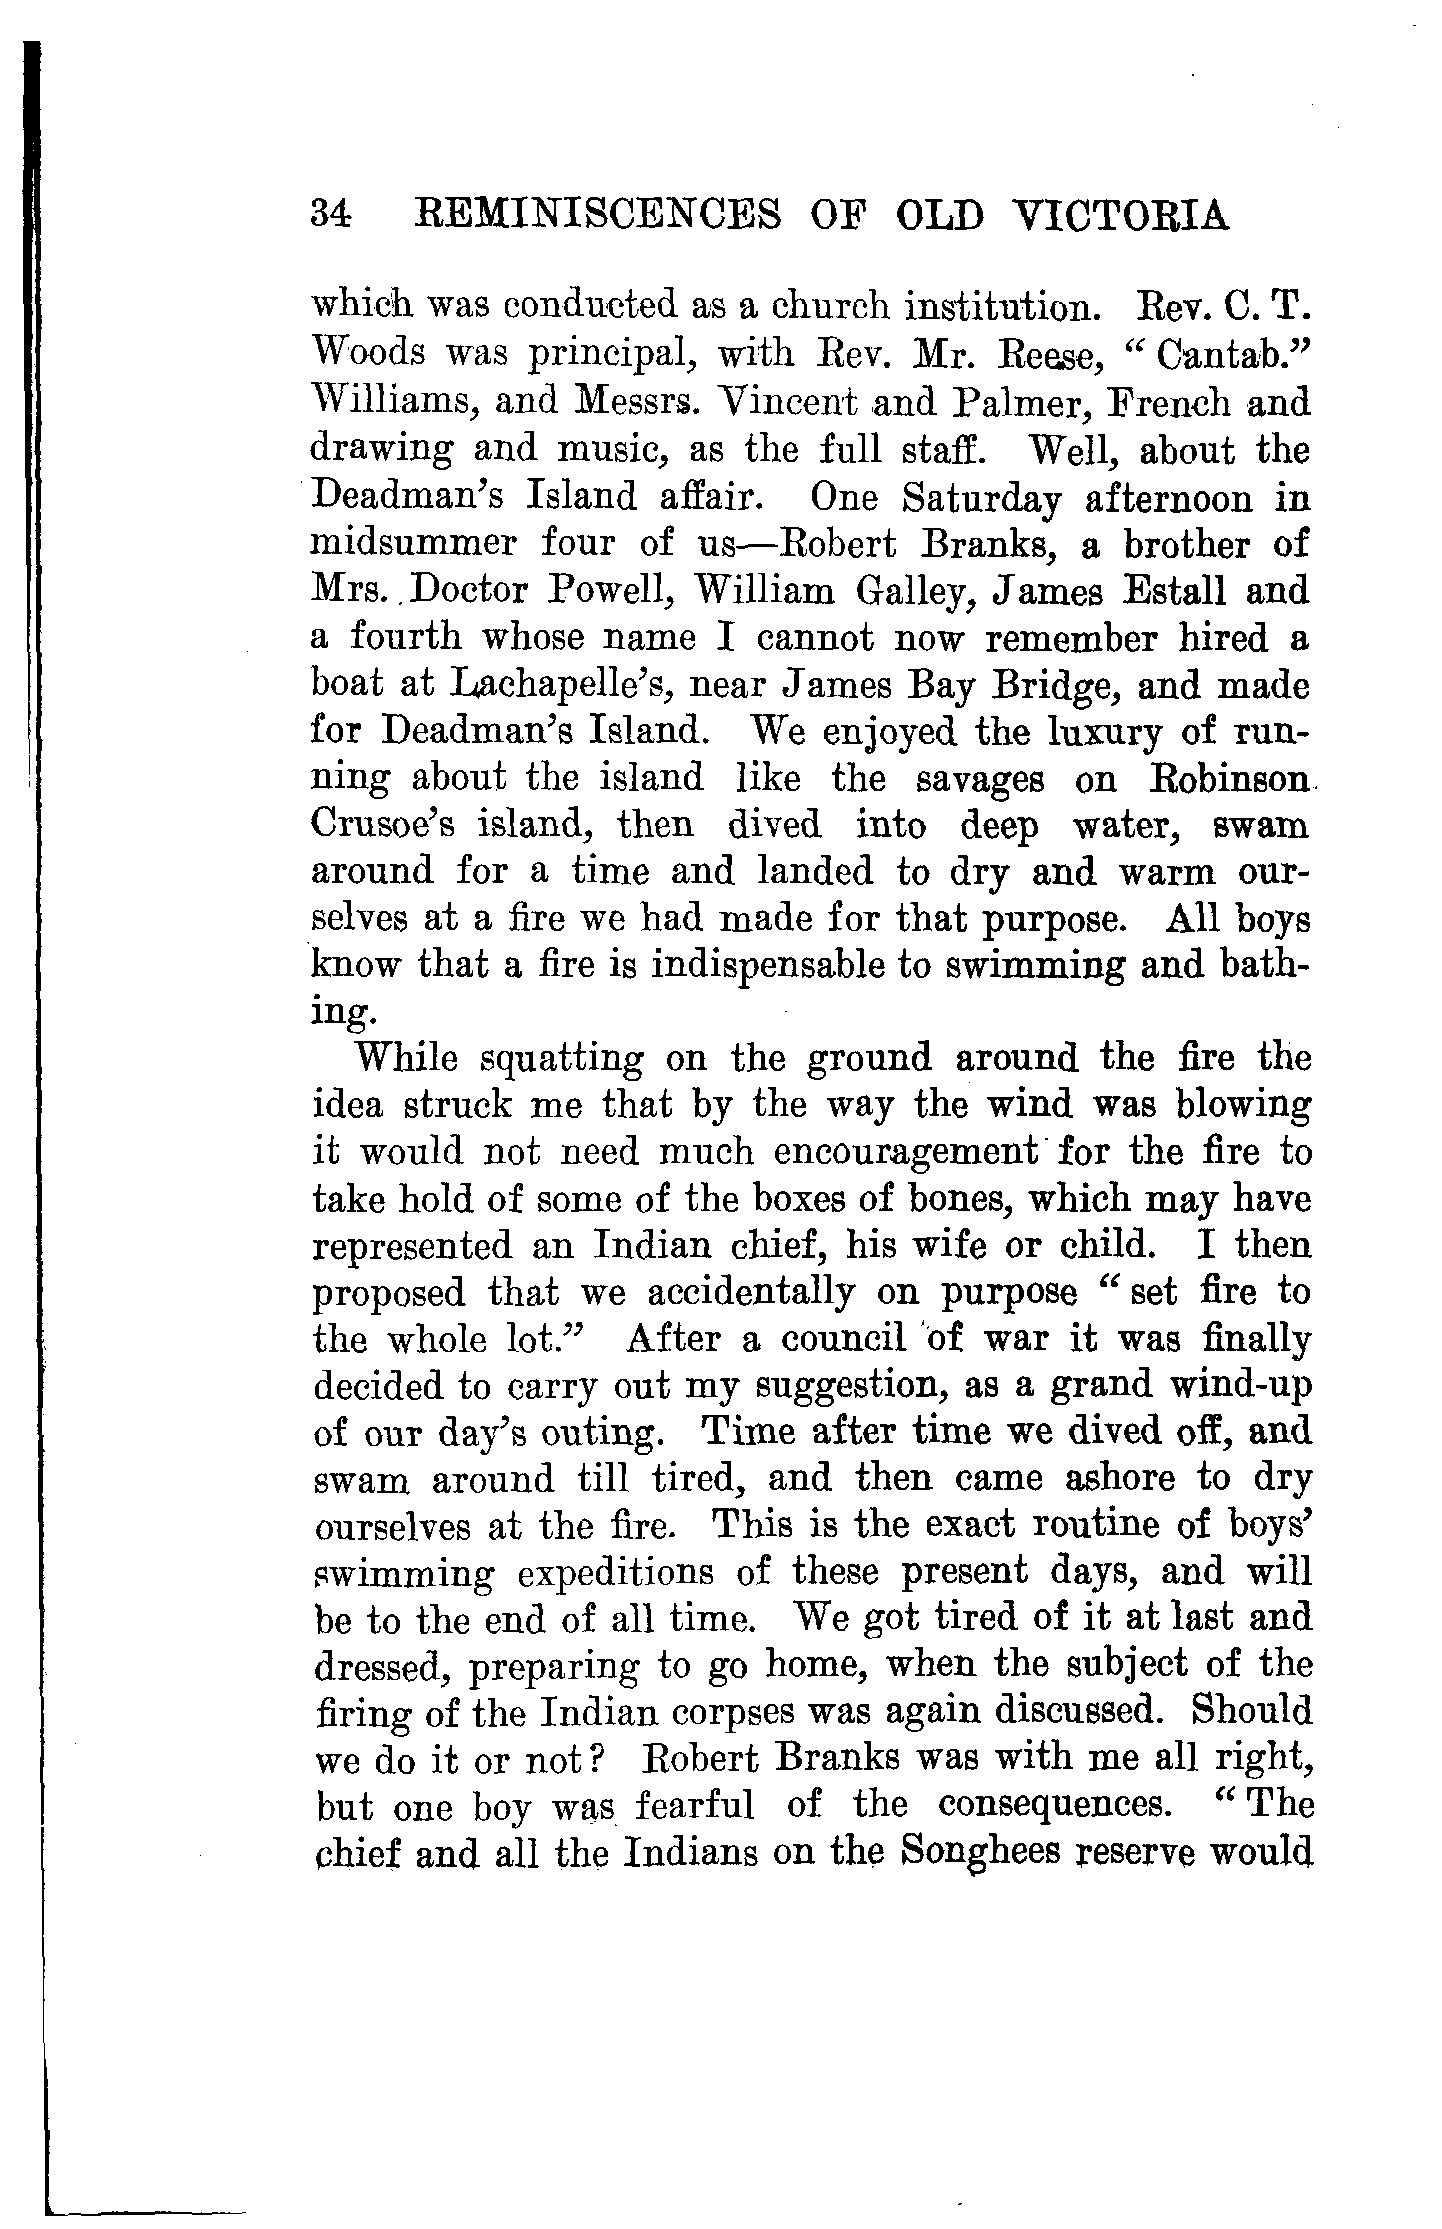 34 REMINISCENCES OF OLD VICTORIA
which was conducted as a church institution. Rev. C. T.
Woods was principal, with Rev. Mr. Reese, “ Cantab.”
Williams, and Messrs. Vincent and Palmer, French and
drawing and music, as the full staff. Well, about the
Deadman’s Island affair. One Saturday afternoon in
midsummer four of us—Robert Branks, a brother of
Mrs. Doctor Powell, William Galley, James Estall and
a fourth whose name I cannot now remember hired a
boat at Lachapelle’s, near James Bay Bridge, and made
for Deadman’s Island. We enjoyed the luxury of run-
ning about the island like the savages on Robinson
Crusoe’s island, then dived into deep water, swam
around for a time and landed to dry and warm our-
selves at a fire we had made for that purpose. All boys
know that a fire is indispensable to swimming and bath-
ing.
While squatting on the ground around the fire the
idea struck me that by the way the wind was blowing
it would not need much encouragement for the fire to
take hold of some of the boxes of bones, which may have
represented an Indian chief, his wife or child. I then
proposed that we accidentally on purpose “ set fire to
the whole lot.” After a council of war it was finally
decided to carry out my suggestion, as a grand wind-up
of our day’s outing. Time after time we dived off, and
swam around till tired, and then came ashore to dry
ourselves at the fire. This is the exact routine of boys’
swimming expeditions of these present days, and will
be to the end of all time. We got tired of it at last and
dressed, preparing to go home, when the subject of the
firing of the Indian corpses was again discussed. Should
we do it or not? Robert Branks was with me all right,
but one boy was fearful of the consequences. “ The
chief and all the Indians on the Songhees reserve would